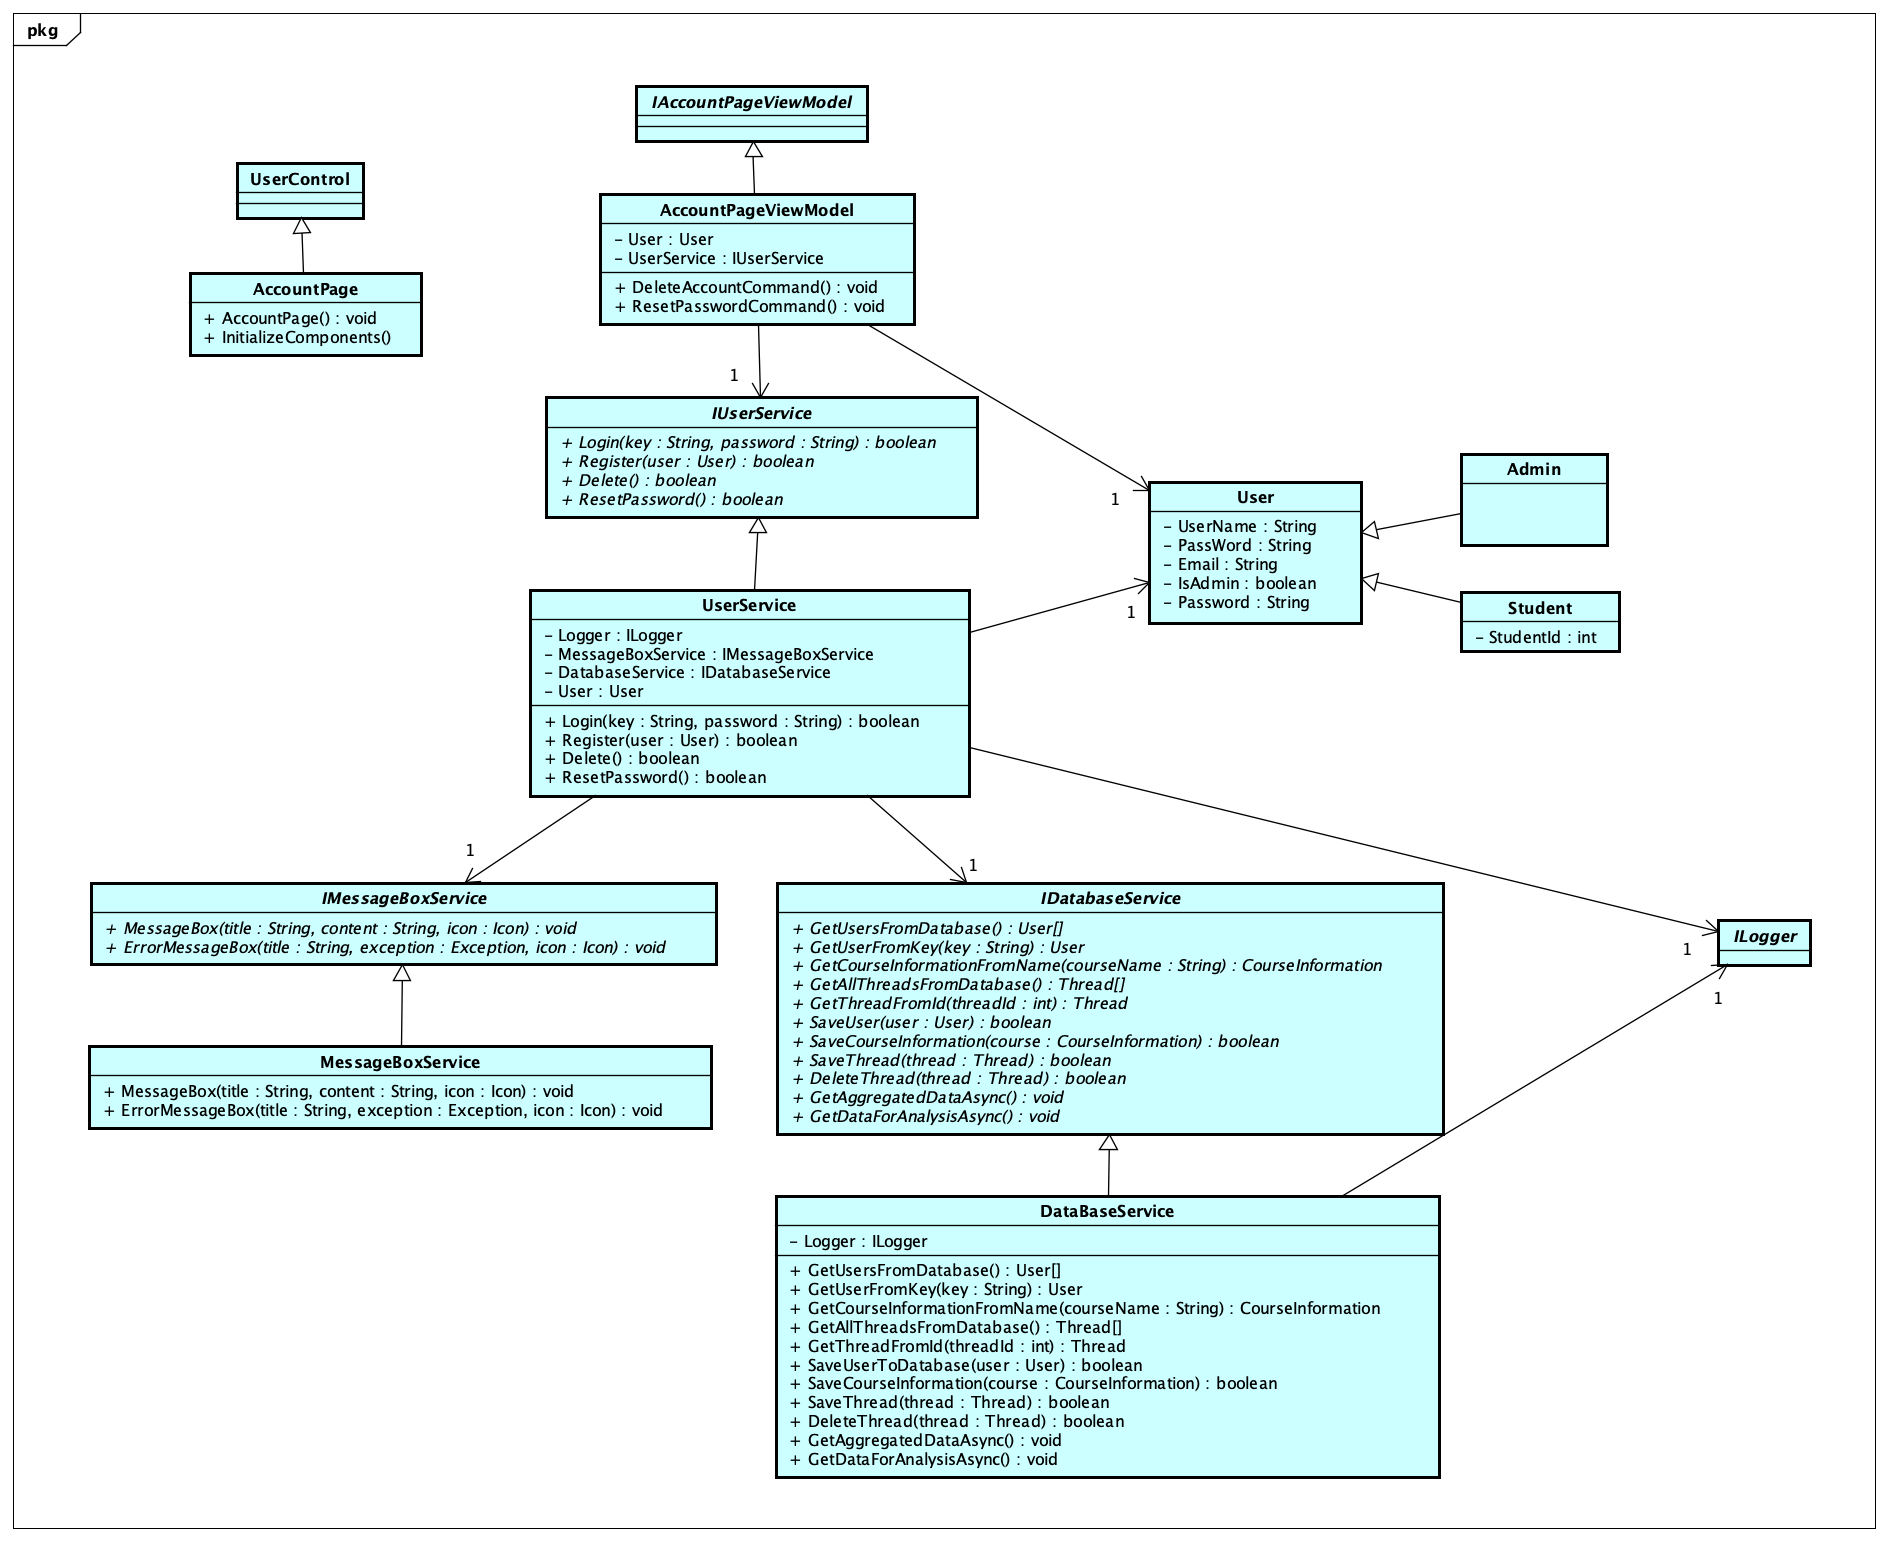 pkg
IAccountPageViewModel
UserControl
AccountPage
+ AccountPage() : void
+ InitializeComponents()
AccountPageViewModel
– User : User
– UserService : IUserService
+ DeleteAccountCommand() : void
+ ResetPasswordCommand() : void
1
1
IUserService
+ Login(key : String, password : String) : boolean
+ Register(user : User) : boolean
+ Delete() : boolean
+ ResetPassword() : boolean
User
– UserName : String
– PassWord : String
– Email : String
– IsAdmin : boolean
– Password : String
Admin
Student
– StudentId : int
1
UserService
– Logger : ILogger
– MessageBoxService : IMessageBoxService
– DatabaseService : IDatabaseService
– User : User
+ Login(key : String, password : String) : boolean
+ Register(user : User) : boolean
+ Delete() : boolean
+ ResetPassword() : boolean
1
1
1
1
IMessageBoxService
+ MessageBox(title : String, content : String, icon : Icon) : void
+ ErrorMessageBox(title : String, exception : Exception, icon : Icon) : void
MessageBoxService
+ MessageBox(title : String, content : String, icon : Icon) : void
+ ErrorMessageBox(title : String, exception : Exception, icon : Icon) : void
IDatabaseService
+ GetUsersFromDatabase() : User[]
+ GetUserFromKey(key : String) : User
+ GetCourseInformationFromName(courseName : String) : CourseInformation
+ GetAllThreadsFromDatabase() : Thread[]
+ GetThreadFromId(threadId : int) : Thread
+ SaveUser(user : User) : boolean
+ SaveCourseInformation(course : CourseInformation) : boolean
+ SaveThread(thread : Thread) : boolean
+ DeleteThread(thread : Thread) : boolean
+ GetAggregatedDataAsync() : void
+ GetDataForAnalysisAsync() : void
ILogger
DataBaseService
– Logger : ILogger
+ GetUsersFromDatabase() : User[]
+ GetUserFromKey(key : String) : User
+ GetCourseInformationFromName(courseName : String) : CourseInformation
+ GetAllThreadsFromDatabase() : Thread[]
+ GetThreadFromId(threadId : int) : Thread
+ SaveUserToDatabase(user : User) : boolean
+ SaveCourseInformation(course : CourseInformation) : boolean
+ SaveThread(thread : Thread) : boolean
+ DeleteThread(thread : Thread) : boolean
+ GetAggregatedDataAsync() : void
+ GetDataForAnalysisAsync() : void